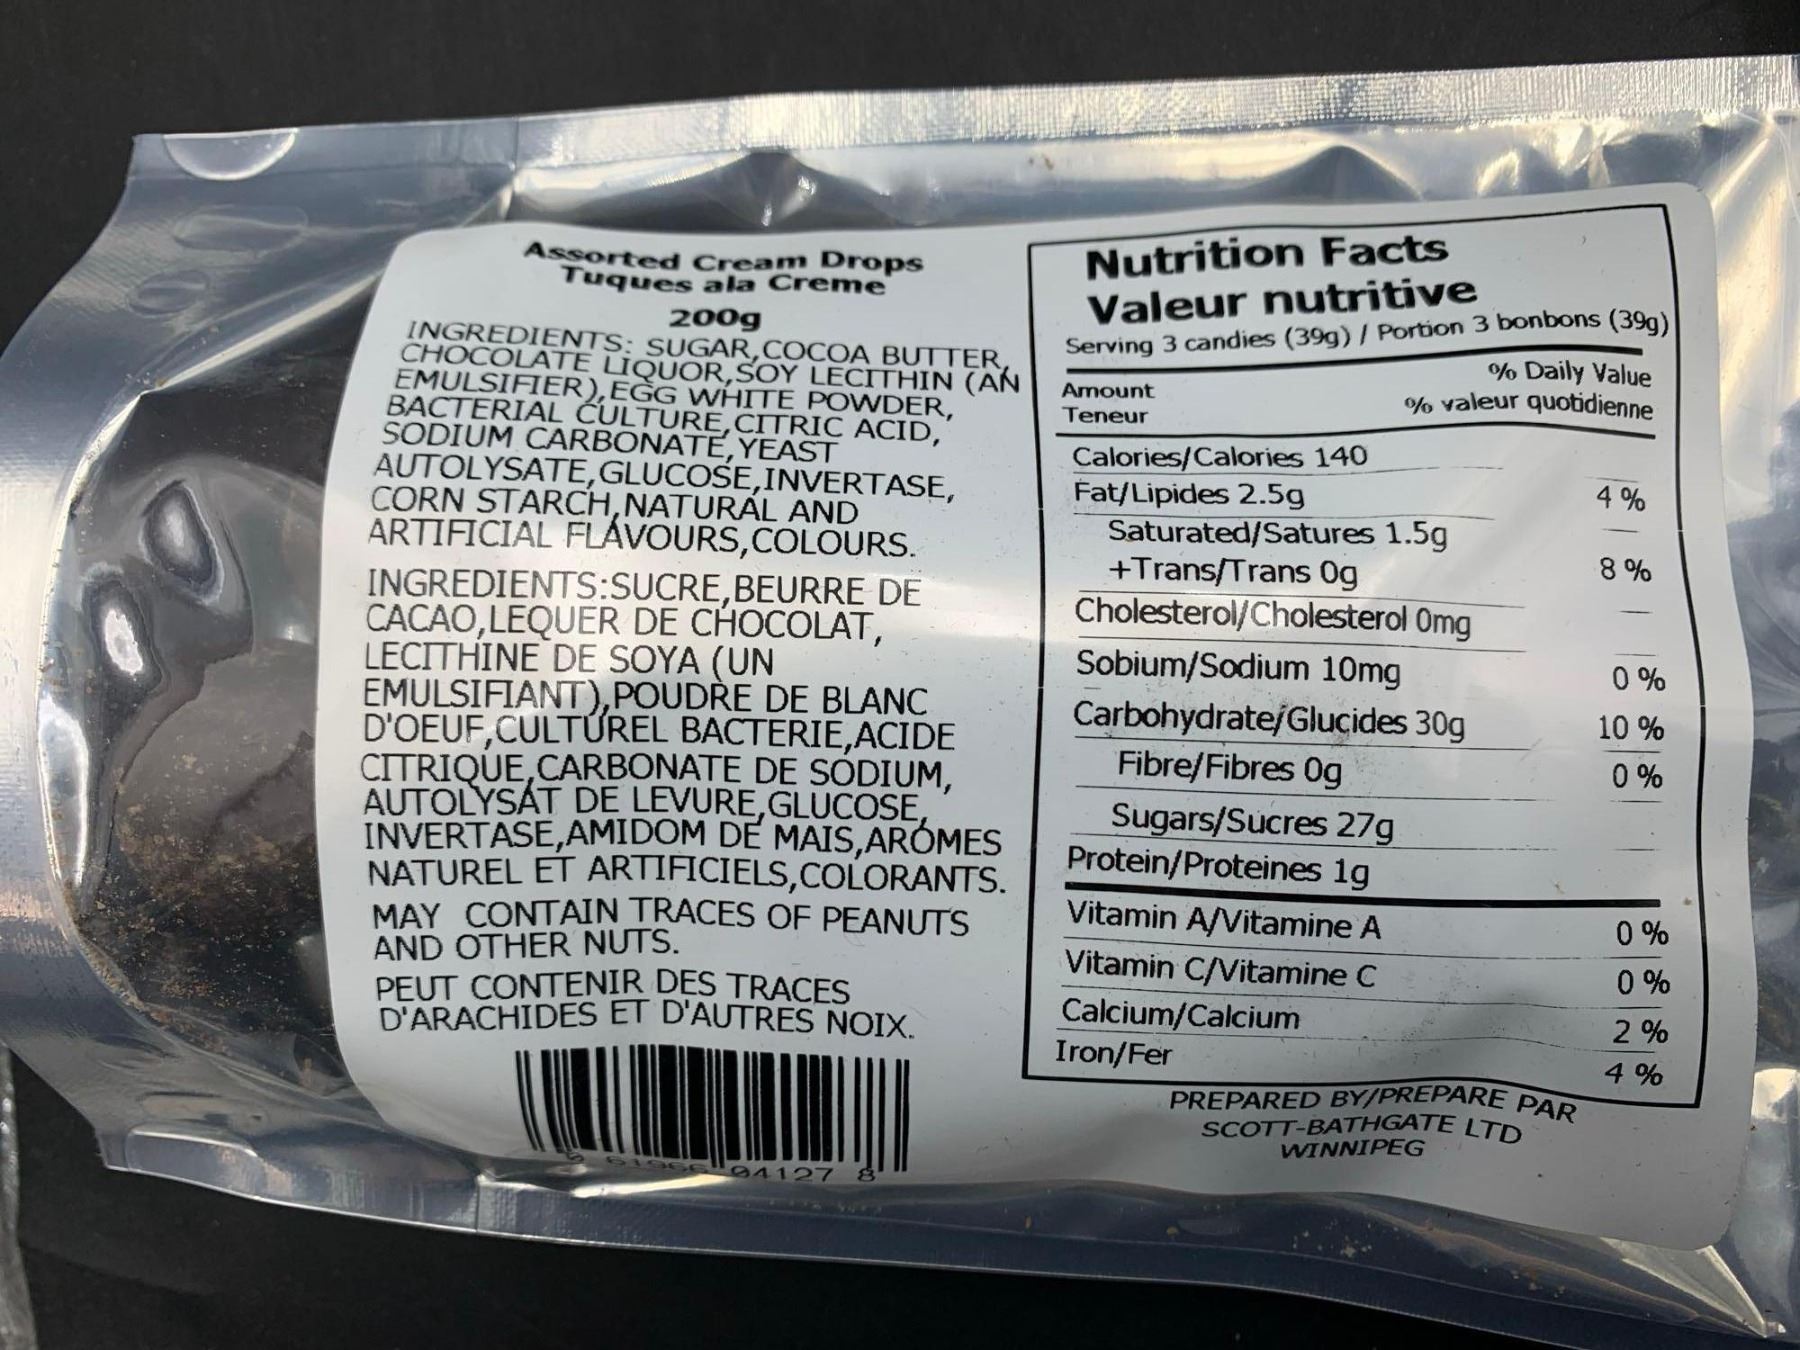 Assorted Cream Drops
Tuques ala Creme
200g
INGREDIENTS: SUGAR,COCOA BUTTER,
CHOCOLATE LIQUOR,SOY LECITHIN (AN
EMULSIFIER),EGG WHITE POWDER,
BACTERIAL CULTURE,CITRIC ACID,
SODIUM CARBONATE,YEAST
AUTOLYSATE,GLUCOSE,INVERTASE,
CORN STARCH,NATURAL AND
ARTIFICIAL FLAVOURS,COLOURS.
INGREDIENTS:SUCRE,BEURRE DE
CACAO,LEQUER DE CHOCOLAT,
LECITHINE DE SOYA (UN
EMULSIFIANT),POUDRE DE BLANC
D'OEUF,CULTUREL BACTERIE,ACIDE
CITRIQUE,CARBONATE DE SODIUM,
AUTOLYSAT DE LEVURE,GLUCOSE,
INVERTASE,AMIDOM DE MAIS,AROMES
NATUREL ET ARTIFICIELS,COLORANTS.
MAY CONTAIN TRACES OF PEANUTS
AND OTHER NUTS.
PEUT CONTENIR DES TRACES
D'ARACHIDES ET D'AUTRES NOIX.
0 61966 04127 8
Nutrition Facts
Valeur nutritive
Serving 3 candies (39g) / Portion 3 bonbons (39g)
Amount % Daily Value
Teneur % valeur quotidienne
Calories/Calories 140
Fat/Lipides 2.5g 4 %
Saturated/Satures 1.5g
+Trans/Trans 0g 8 %
Cholesterol/Cholesterol 0mg
Sobium/Sodium 10mg 0 %
Carbohydrate/Glucides 30g 10 %
Fibre/Fibres 0g 0 %
Sugars/Sucres 27g
Protein/Proteines 1g
Vitamin A/Vitamine A 0 %
Vitamin C/Vitamine C 0 %
Calcium/Calcium 2 %
Iron/Fer 4 %
PREPARED BY/PREPARE PAR
SCOTT-BATHGATE LTD
WINNIPEG